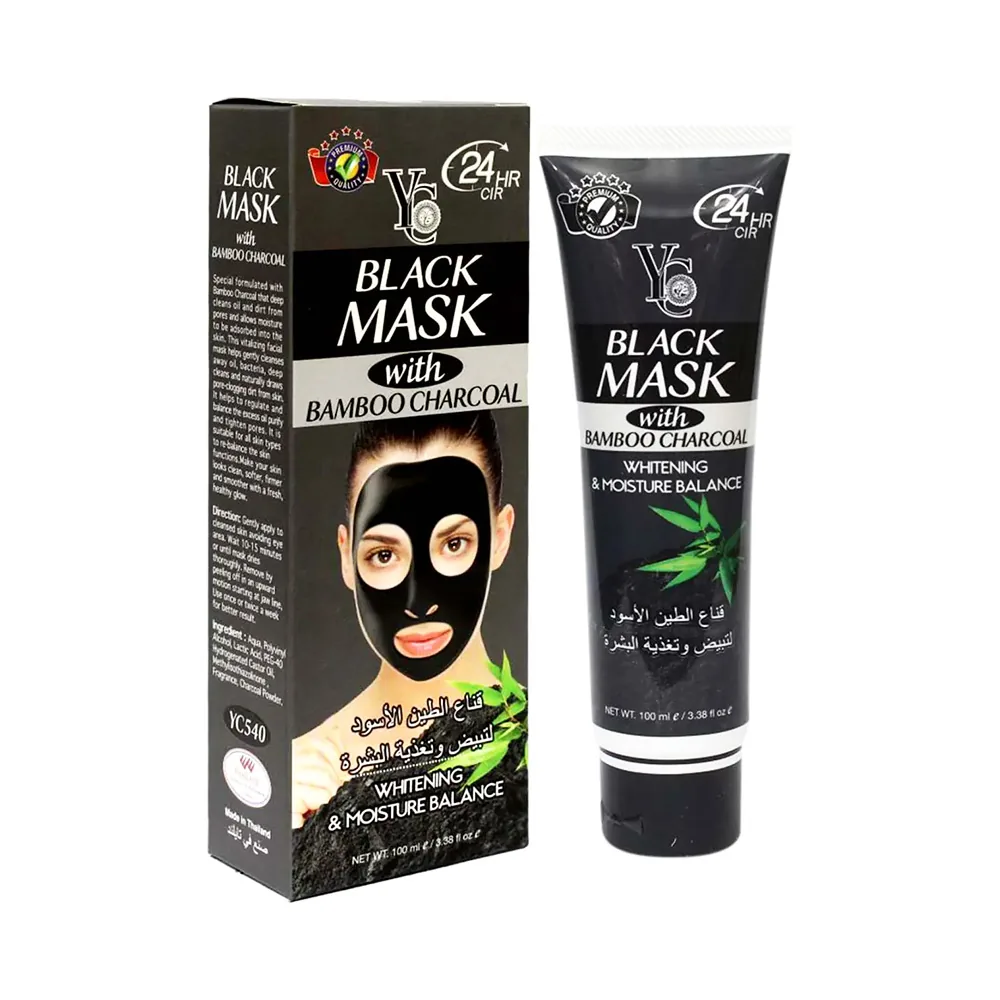 BLACK
MASK
with
BAMBOO CHARCOAL
Special formulated with
Bamboo Charcoal that deep
cleans oil and dirt from
pores and allows moisture
to be adsorbed into the
skin. This vitalizing facial
mask helps gently cleanses
away oil, bacteria, deep
cleans and naturally draws
pore-clogging dirt from skin.
It helps to regulate and
balance the excess oil purify
and tighten pores. It is
suitable for all skin types
to re-balance the skin
functions.Make your skin
looks clean, softer, firmer
and smoother with a fresh,
healthy glow.
Direction: Gently apply to
cleansed skin avoiding eye
area. Wait 10-15 minutes
or until mask dries
thoroughly. Remove by
peeling off in an upward
motion starting at jaw line,
Use once or twice a week
for better result.
Ingredient : Aqua, Polyvinyl
Alcohol, Lactic Acid, PEG-40
Hydrogenated Castor Oil,
Methylisothiazolinone -
Fragrance, Charcoal Powder,
YC540
Made in Thailand
صنع في تايلند
PREMIUM
QUALITY
YC
24 HR
CIR
BLACK
MASK
with
BAMBOO CHARCOAL
قناع الطين الأسود
لتبيض وتغذية البشرة
WHITENING
& MOISTURE BALANCE
NET WT. 100 ml e / 3.38 fl oz e
PREMIUM
QUALITY
24 HR
CIR
YC
BLACK
MASK
with
BAMBOO CHARCOAL
WHITENING
& MOISTURE BALANCE
قناع الطين الأسود
لتبيض وتغذية البشرة
NET WT. 100 ml e / 3.38 fl oz e